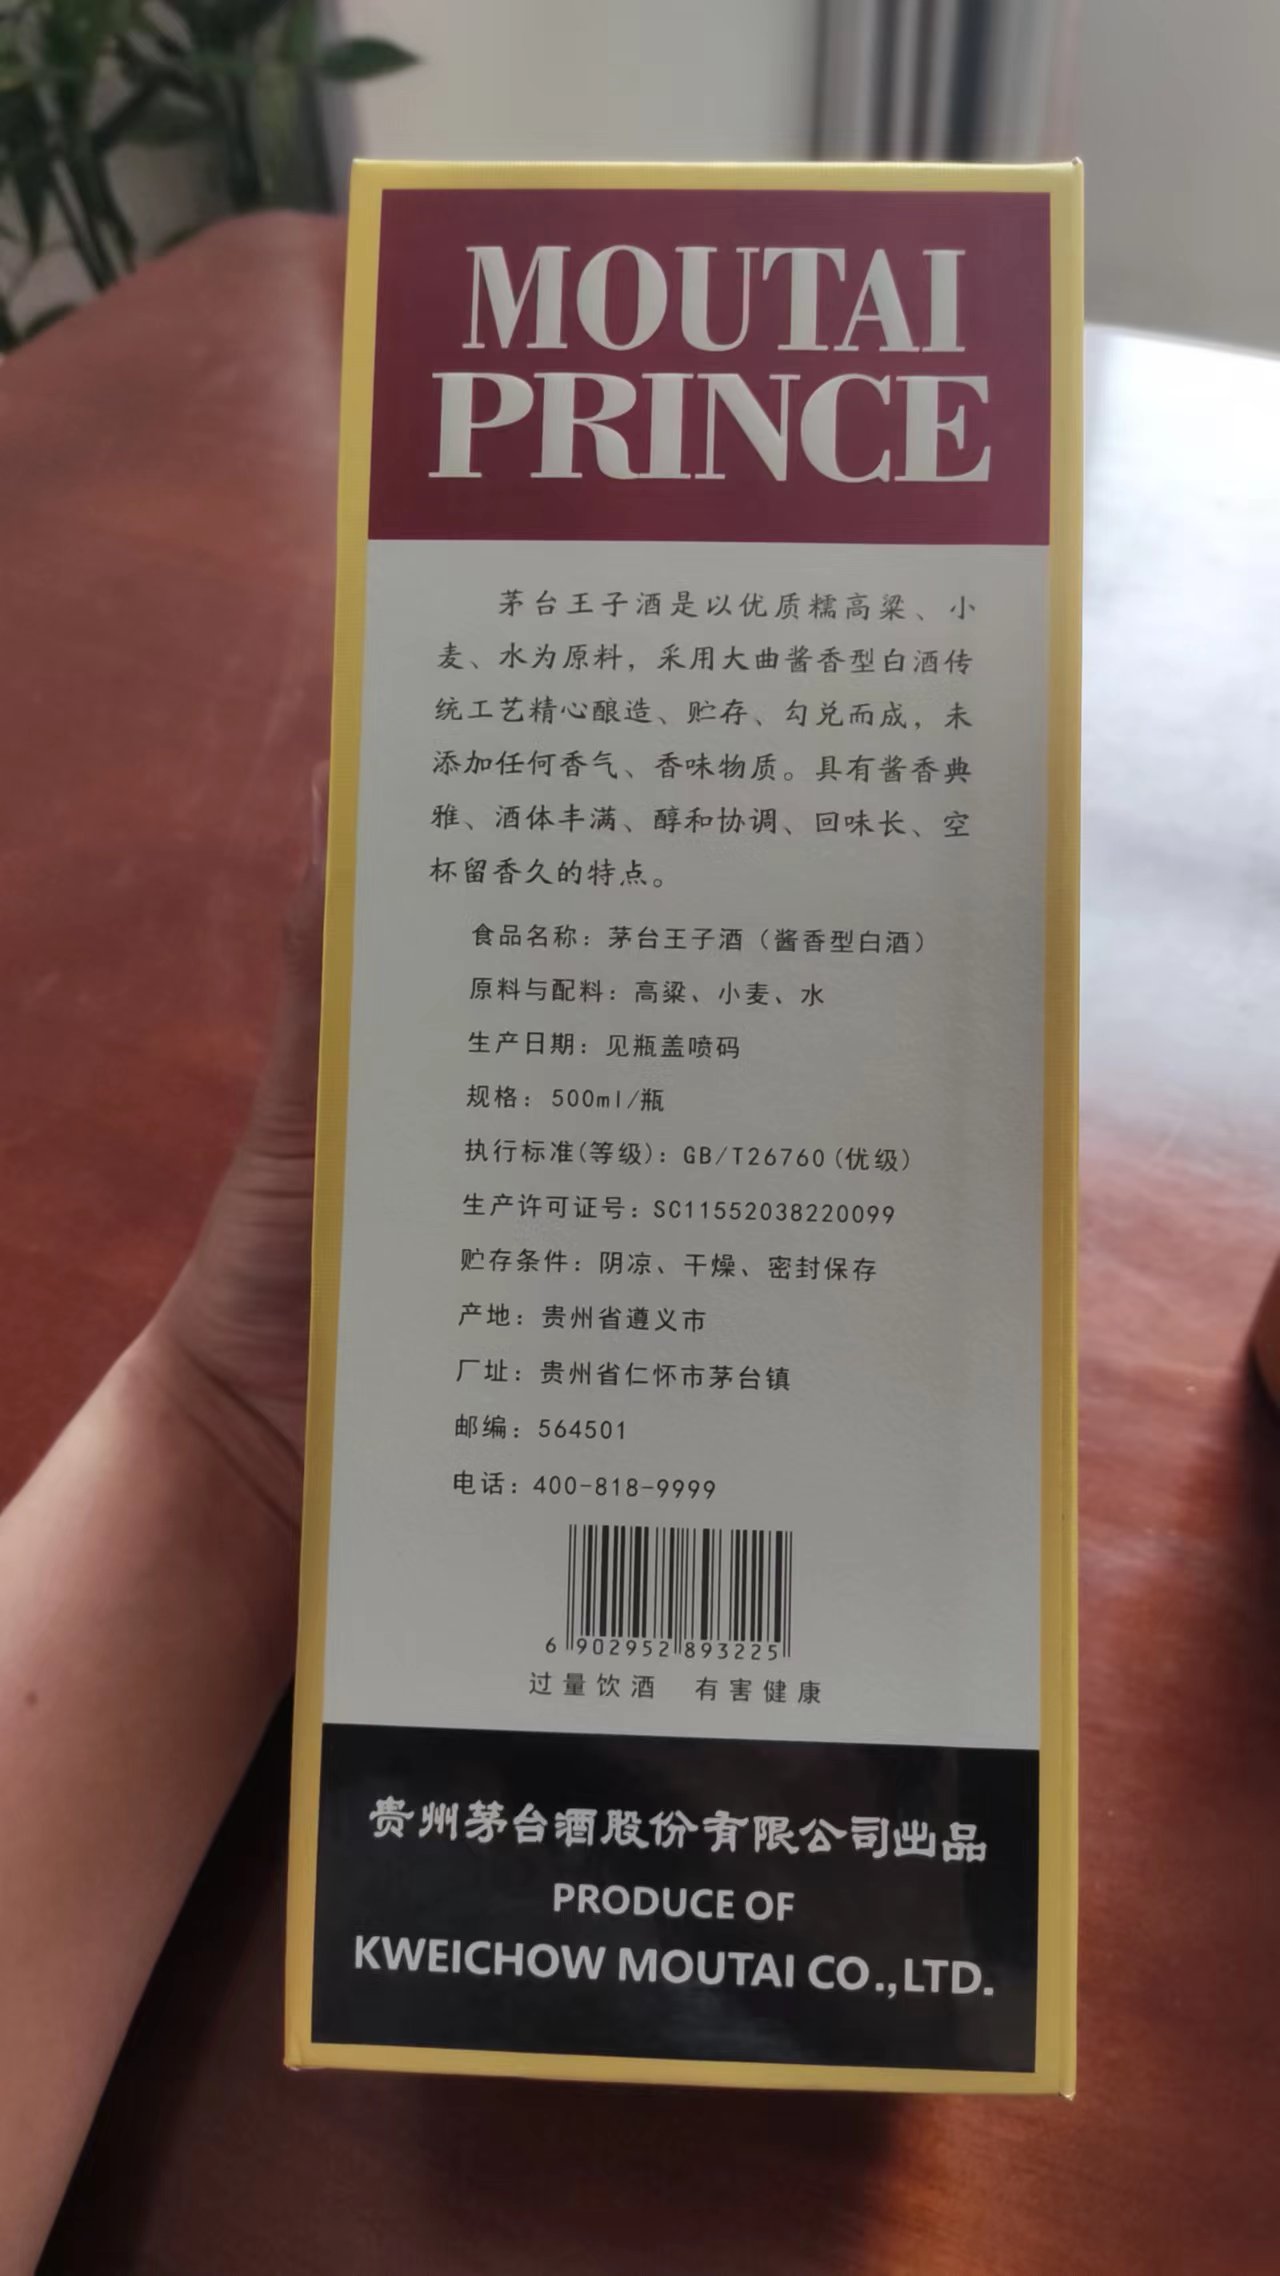 MOUTAI
PRINCE
茅台王子酒是以优质糯高粱、小
麦、水为原料，采用大曲酱香型白酒传
统工艺精心酿造、贮存、勾兑而成，未
添加任何香气、香味物质。具有酱香典
雅、酒体丰满、醇和协调、回味长、空
杯留香久的特点。
食品名称：茅台王子酒（酱香型白酒）
原料与配料：高粱、小麦、水
生产日期：见瓶盖喷码
规格：500ml/瓶
执行标准(等级)：GB/T26760(优级)
生产许可证号：SC11552038220099
贮存条件：阴凉、干燥、密封保存
产地：贵州省遵义市
厂址：贵州省仁怀市茅台镇
邮编：564501
电话：400-818-9999
6 902952 893225
过量饮酒 有害健康
贵州茅台酒股份有限公司出品
PRODUCE OF
KWEICHOW MOUTAI CO.,LTD.